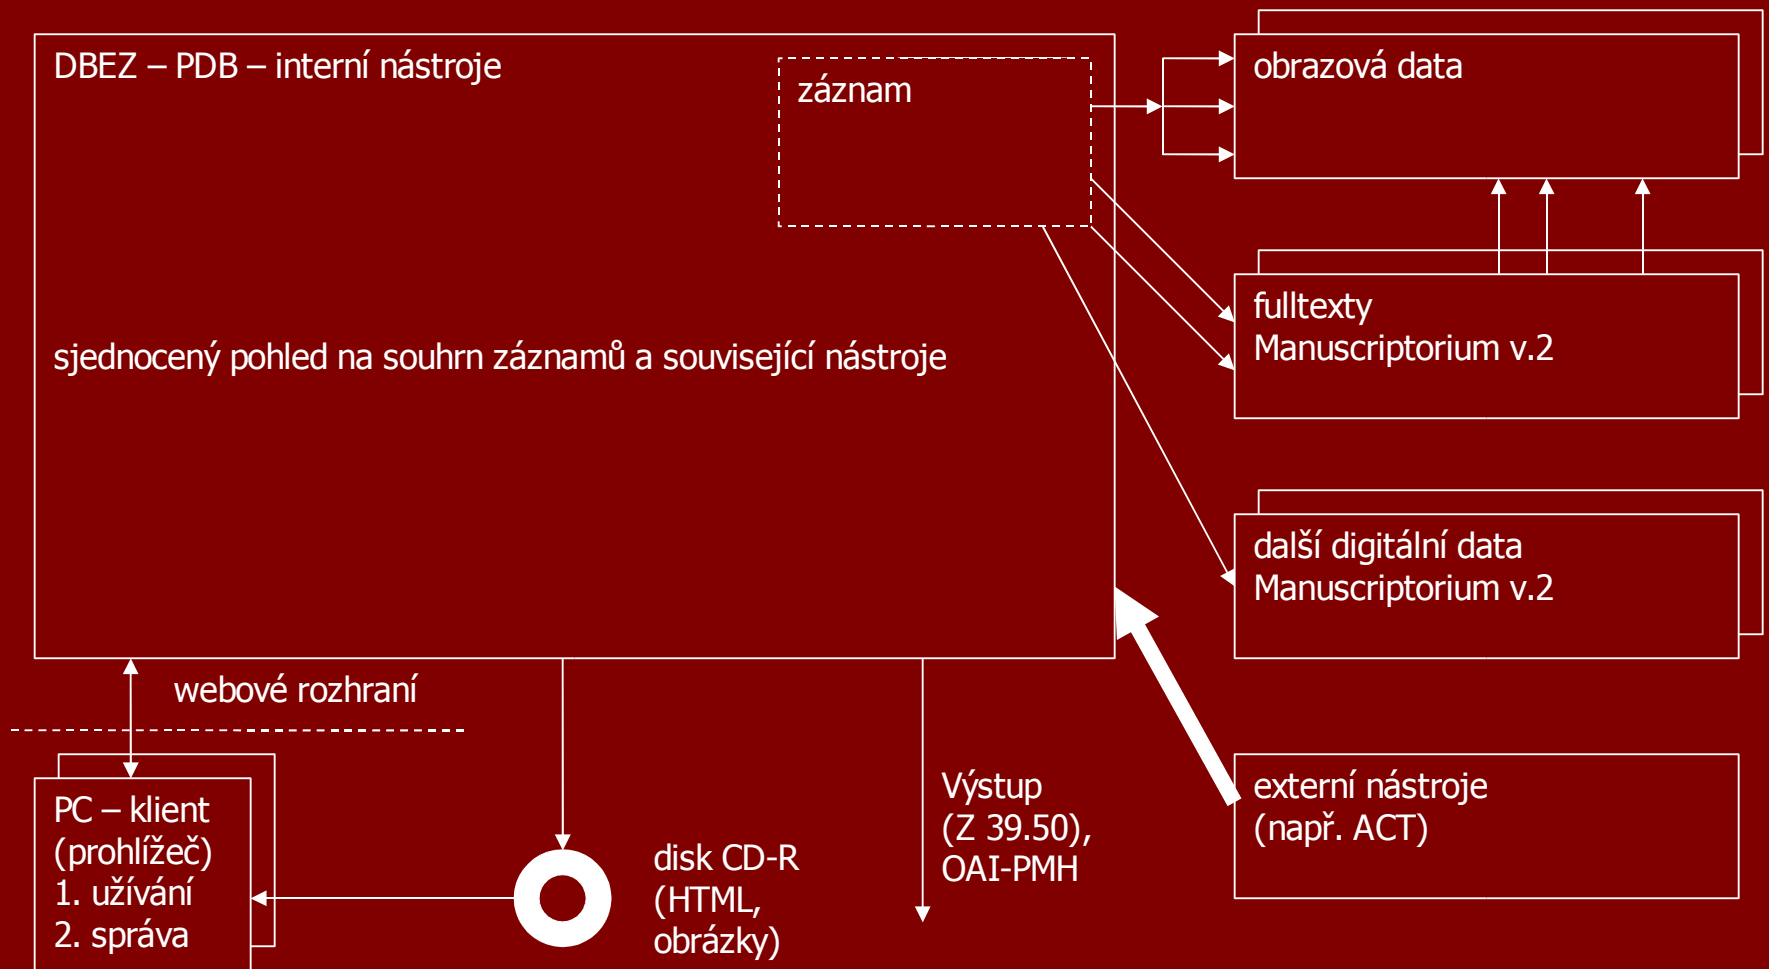 DBEZ – PDB – interní nástroje
záznam
sjednocený pohled na souhrn záznamů a související nástroje
obrazová data
fulltexty
Manuscriptorium v.2
další digitální data
Manuscriptorium v.2
externí nástroje
(např. ACT)
webové rozhraní
PC – klient
(prohlížeč)
1. užívání
2. správa
disk CD-R
(HTML,
obrázky)
Výstup
(Z 39.50),
OAI-PMH